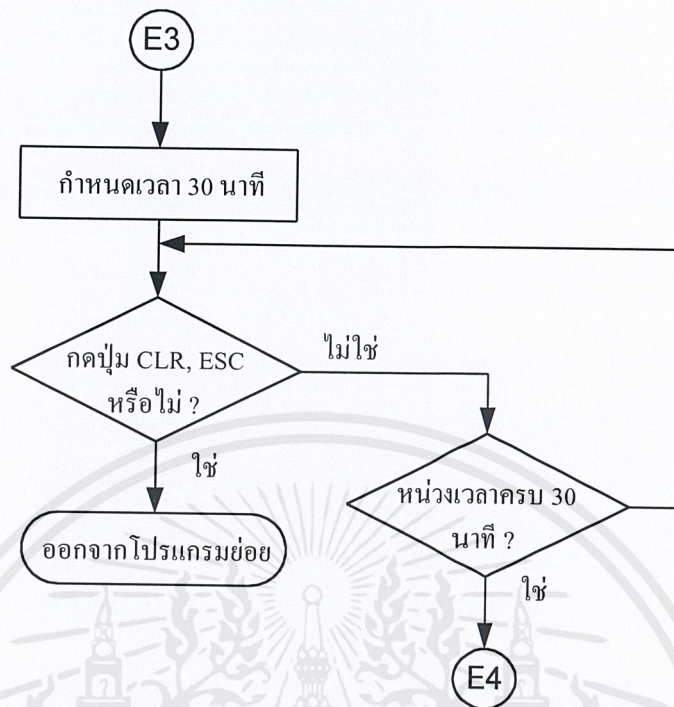 E3
กำหนดเวลา 30 นาที
กดปุ่ม CLR, ESC
หรือไม่ ?
ไม่ใช่
ใช่
ออกจากโปรแกรมย่อย
หน่วงเวลาครบ 30
นาที ?
ใช่
E4